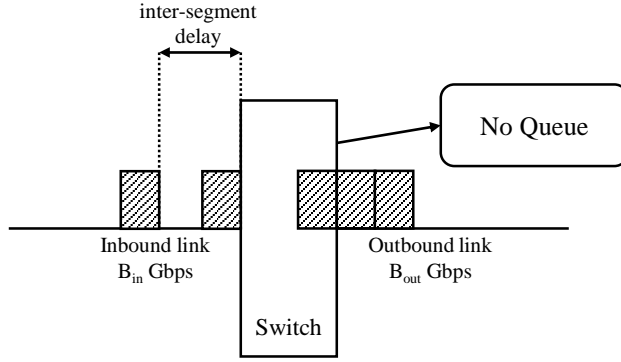 inter-segment
delay
No Queue
Inbound link
B_in Gbps
Outbound link
B_out Gbps
Switch